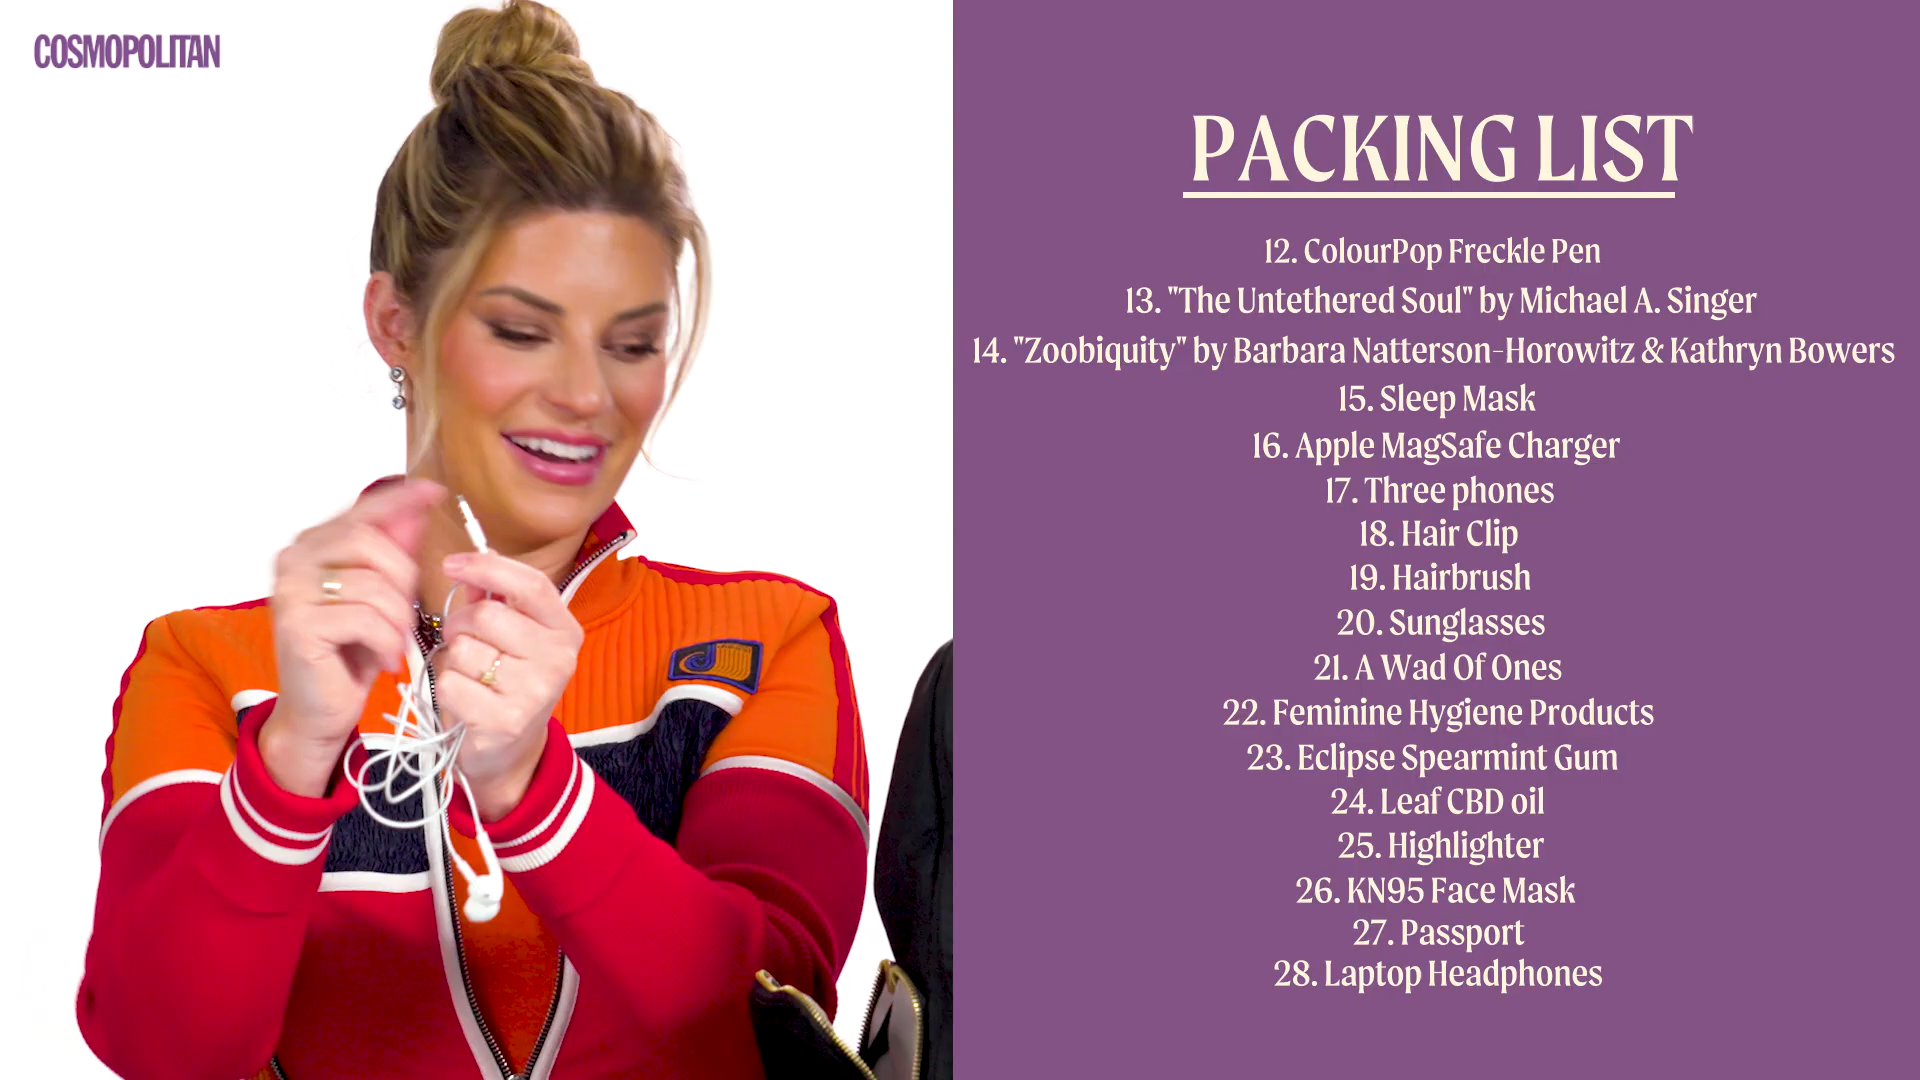 COSMOPOLITAN
PACKING LIST
12. ColourPop Freckle Pen
13. "The Untethered Soul" by Michael A. Singer
14. "Zoobiquity" by Barbara Natterson-Horowitz & Kathryn Bowers
15. Sleep Mask
16. Apple MagSafe Charger
17. Three phones
18. Hair Clip
19. Hairbrush
20. Sunglasses
21. A Wad Of Ones
22. Feminine Hygiene Products
23. Eclipse Spearmint Gum
24. Leaf CBD oil
25. Highlighter
26. KN95 Face Mask
27. Passport
28. Laptop Headphones